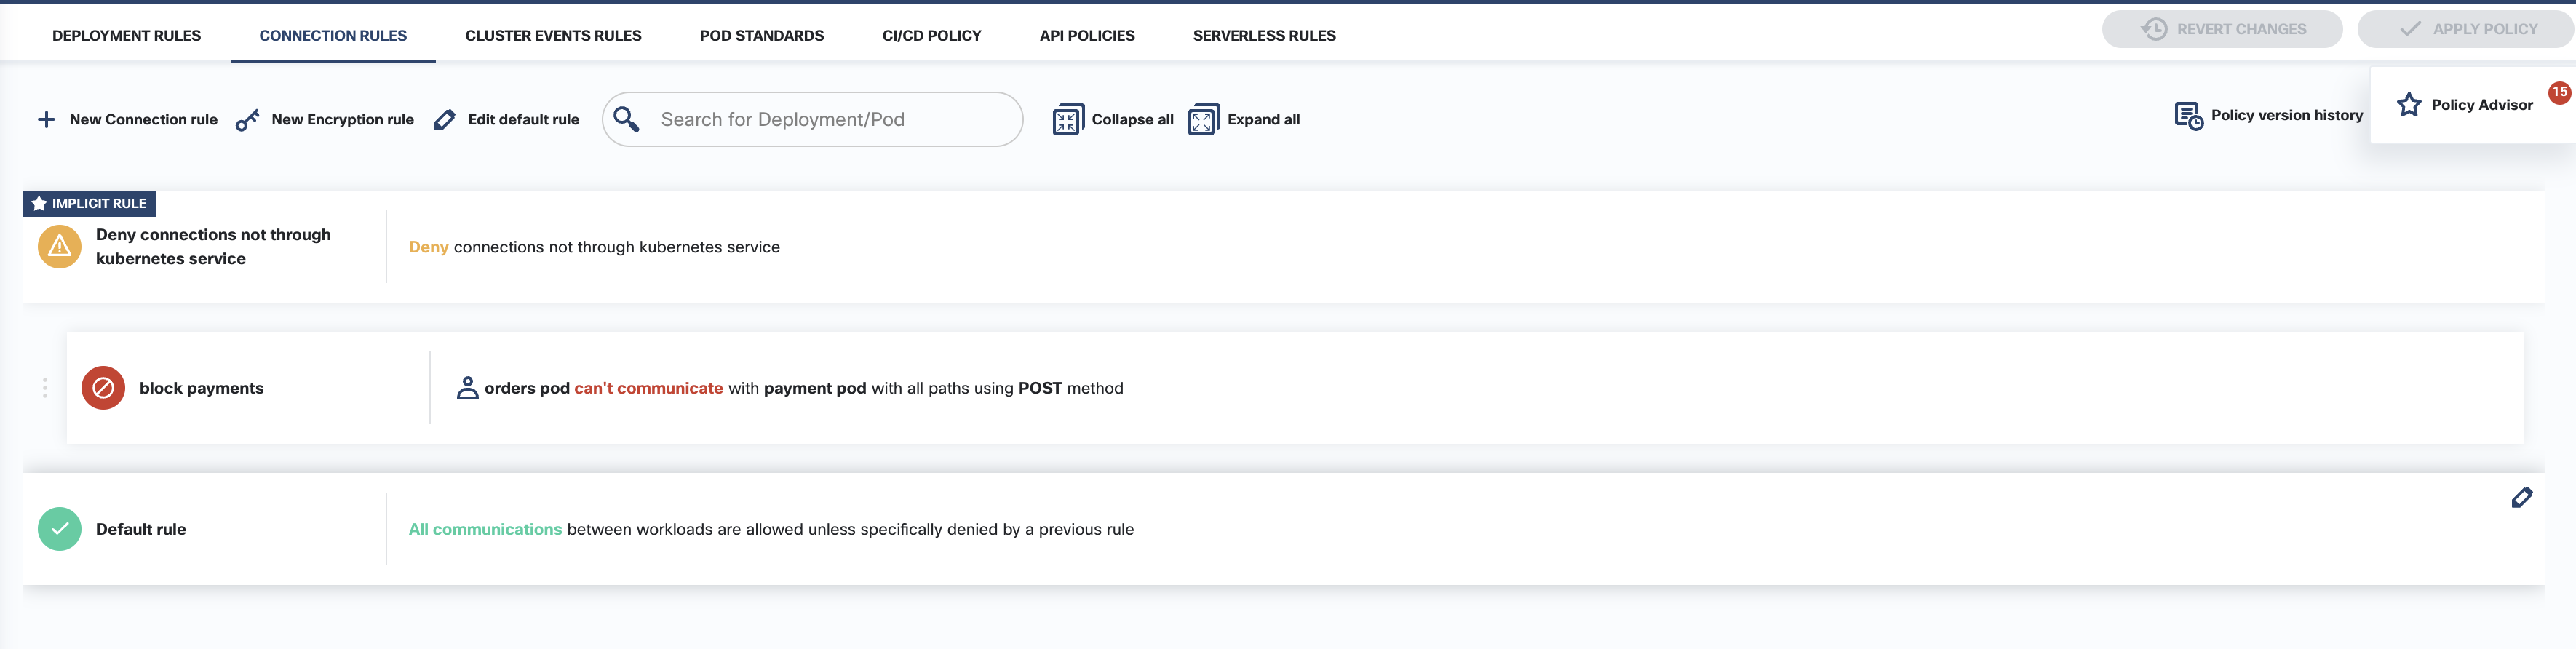 DEPLOYMENT RULES CONNECTION RULES CLUSTER EVENTS RULES POD STANDARDS CI/CD POLICY API POLICIES SERVERLESS RULES REVERT CHANGES APPLY POLICY
New Connection rule New Encryption rule Edit default rule Search for Deployment/Pod Collapse all Expand all Policy version history Policy Advisor 15
IMPLICIT RULE
Deny connections not through
kubernetes service
Deny connections not through kubernetes service
block payments
orders pod can't communicate with payment pod with all paths using POST method
Default rule
All communications between workloads are allowed unless specifically denied by a previous rule